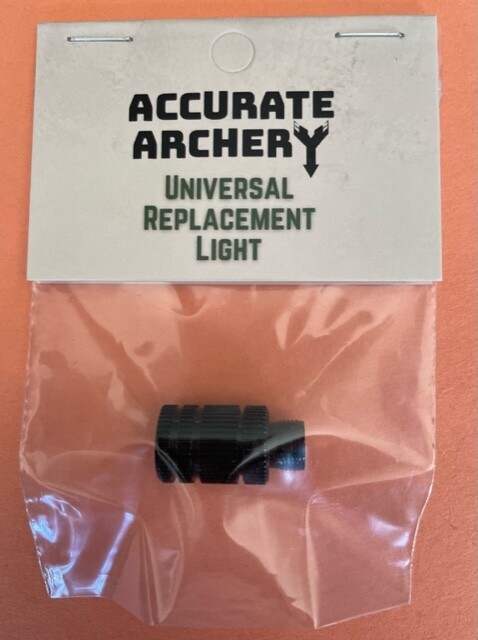 ACCURATE
ARCHERY
UNIVERSAL
REPLACEMENT
LIGHT